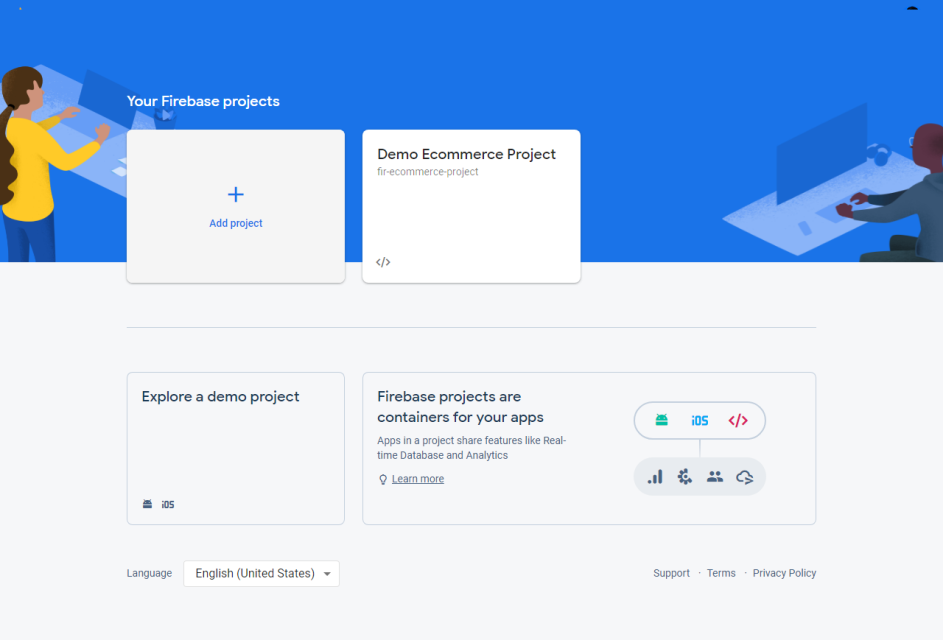 Your Firebase projects
Add project
Demo Ecommerce Project
fir-ecommerce-project
</>
Explore a demo project
iOS
Firebase projects are
containers for your apps
Apps in a project share features like Real-
time Database and Analytics
Learn more
iOS </>
Language English (United States)
Support · Terms · Privacy Policy